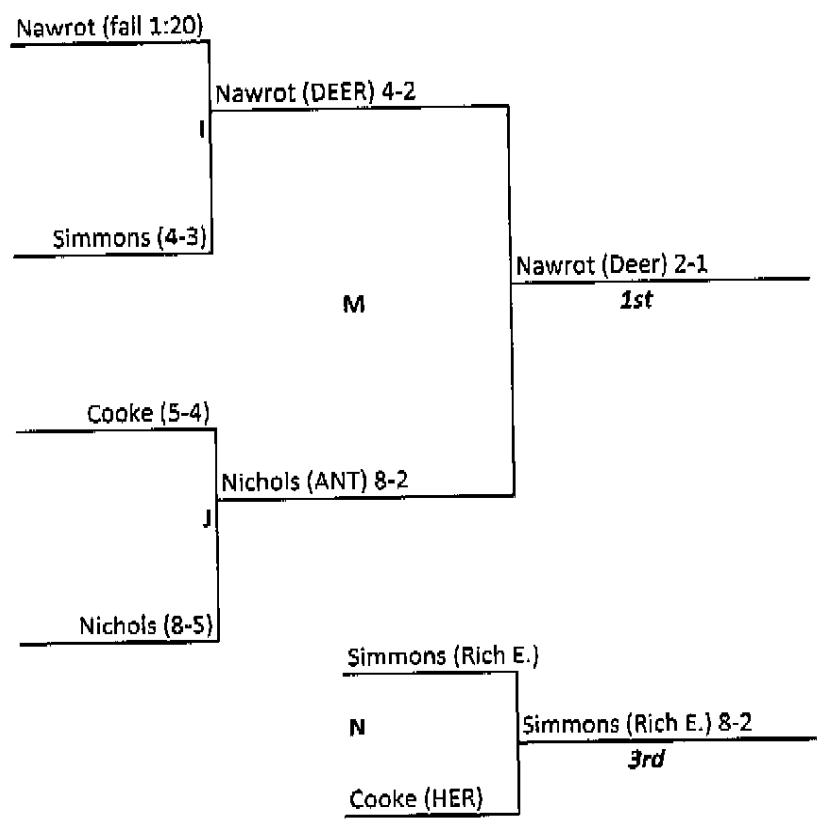 Nawrot (fall 1:20)
Nawrot (DEER) 4-2
I
Simmons (4-3)
Nawrot (Deer) 2-1
1st
M
Cooke (5-4)
Nichols (ANT) 8-2
J
Nichols (8-5)
Simmons (Rich E.)
N
Simmons (Rich E.) 8-2
3rd
Cooke (HER)